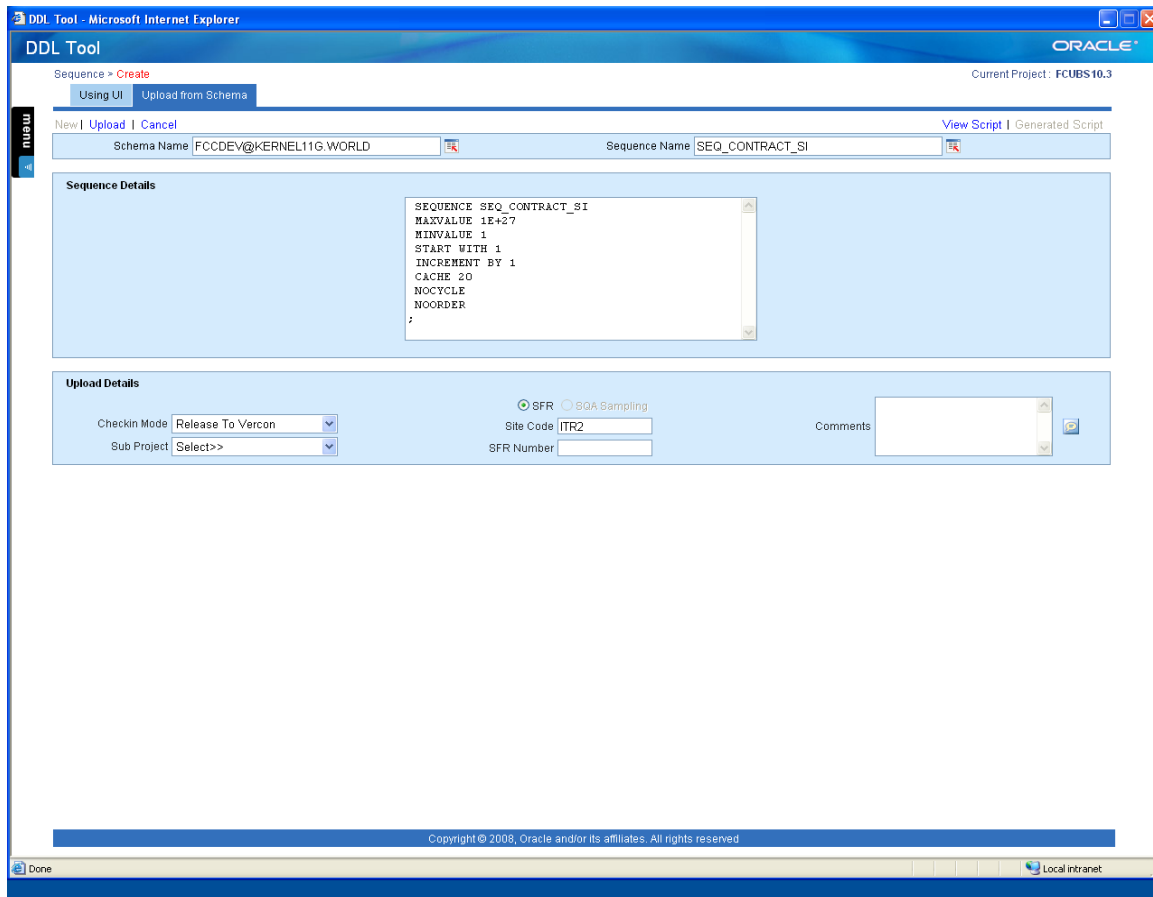 DDL Tool - Microsoft Internet Explorer
DDL Tool
ORACLE
Sequence > Create
Current Project : FCUBS10.3
Using UI
Upload from Schema
menu
New | Upload | Cancel
View Script | Generated Script
Schema Name FCCDEV@KERNEL11G.WORLD
Sequence Name SEQ_CONTRACT_SI
Sequence Details
SEQUENCE SEQ_CONTRACT_SI
MAXVALUE 1E+27
MINVALUE 1
START WITH 1
INCREMENT BY 1
CACHE 20
NOCYCLE
NOORDER
;
Upload Details
SFR SQA Sampling
Checkin Mode Release To Vercon
Site Code ITR2
Comments
Sub Project Select>>
SFR Number
Copyright © 2008, Oracle and/or its affiliates. All rights reserved
Done
Local intranet